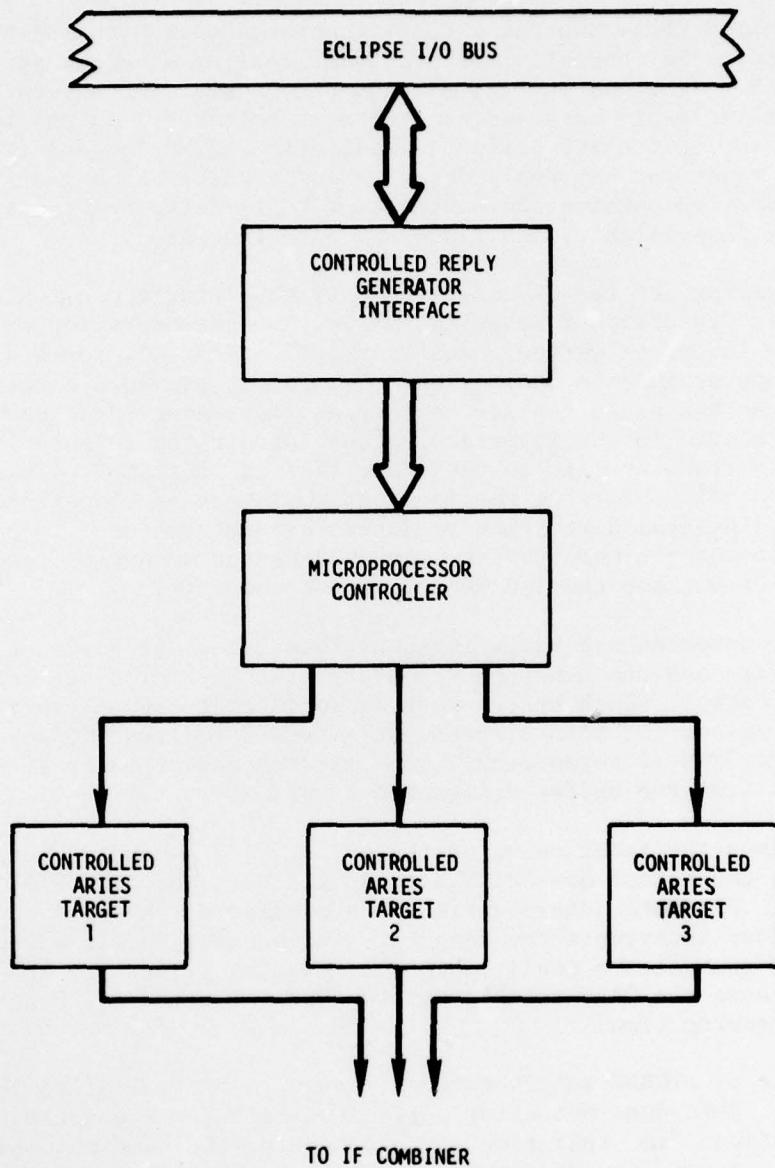 ECLIPSE I/O BUS
CONTROLLED REPLY
GENERATOR
INTERFACE
MICROPROCESSOR
CONTROLLER
CONTROLLED
ARIES
TARGET
1
CONTROLLED
ARIES
TARGET
2
CONTROLLED
ARIES
TARGET
3
TO IF COMBINER